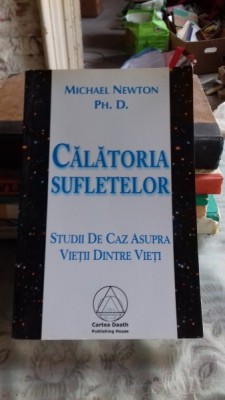 MICHAEL NEWTON
PH. D.
CĂLĂTORIA
SUFLETELOR
STUDII DE CAZ ASUPRA
VIEȚII DINTRE VIEȚI
Cartea Daath
Publishing House